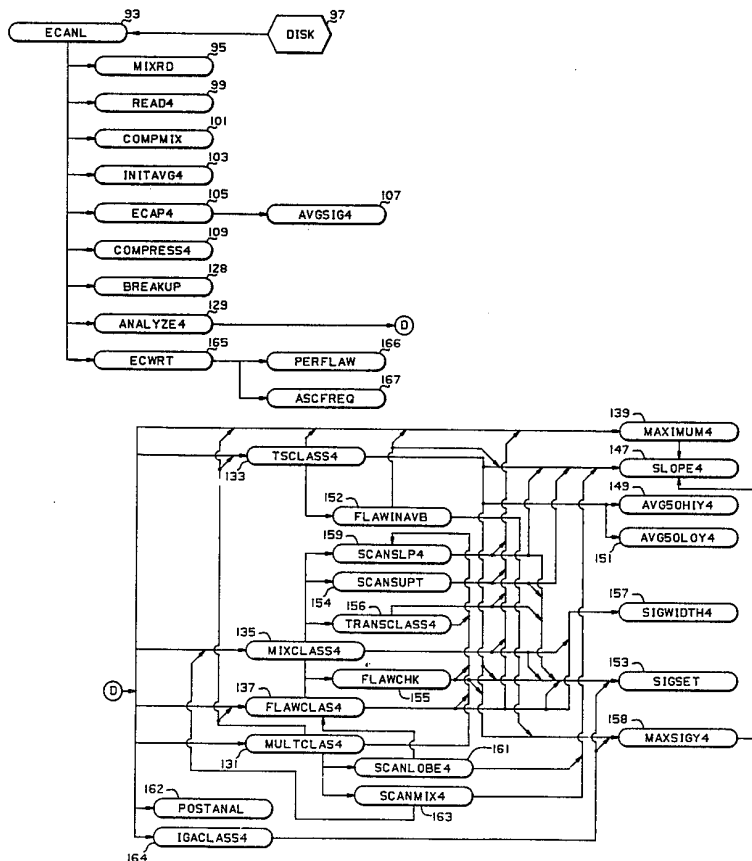 93
97
ECANL
DISK
95
MIXRD
99
READ4
101
COMPMIX
103
INITAVG4
105
107
ECAP4
AVGSIG4
109
COMPRESS4
128
BREAKUP
129
ANALYZE4
D
165
166
ECWRT
PERFLAW
167
ASCFREQ
139
MAXIMUM4
147
TSCLASS4
SLOPE4
133
149
152
AVG50HIY4
FLAWINAVB
159
SCANSLP4
AVG50LOY4
151
SCANSUPT
154
157
156
SIGWIDTH4
TRANSCLASS4
135
MIXCLASS4
153
FLAWCHK
SIGSET
137
155
D
FLAWCLAS4
158
MULTCLAS4
161
MAXSIGY4
131
SCANLOBE4
162
SCANMIX4
POSTANAL
163
IGACLASS4
164